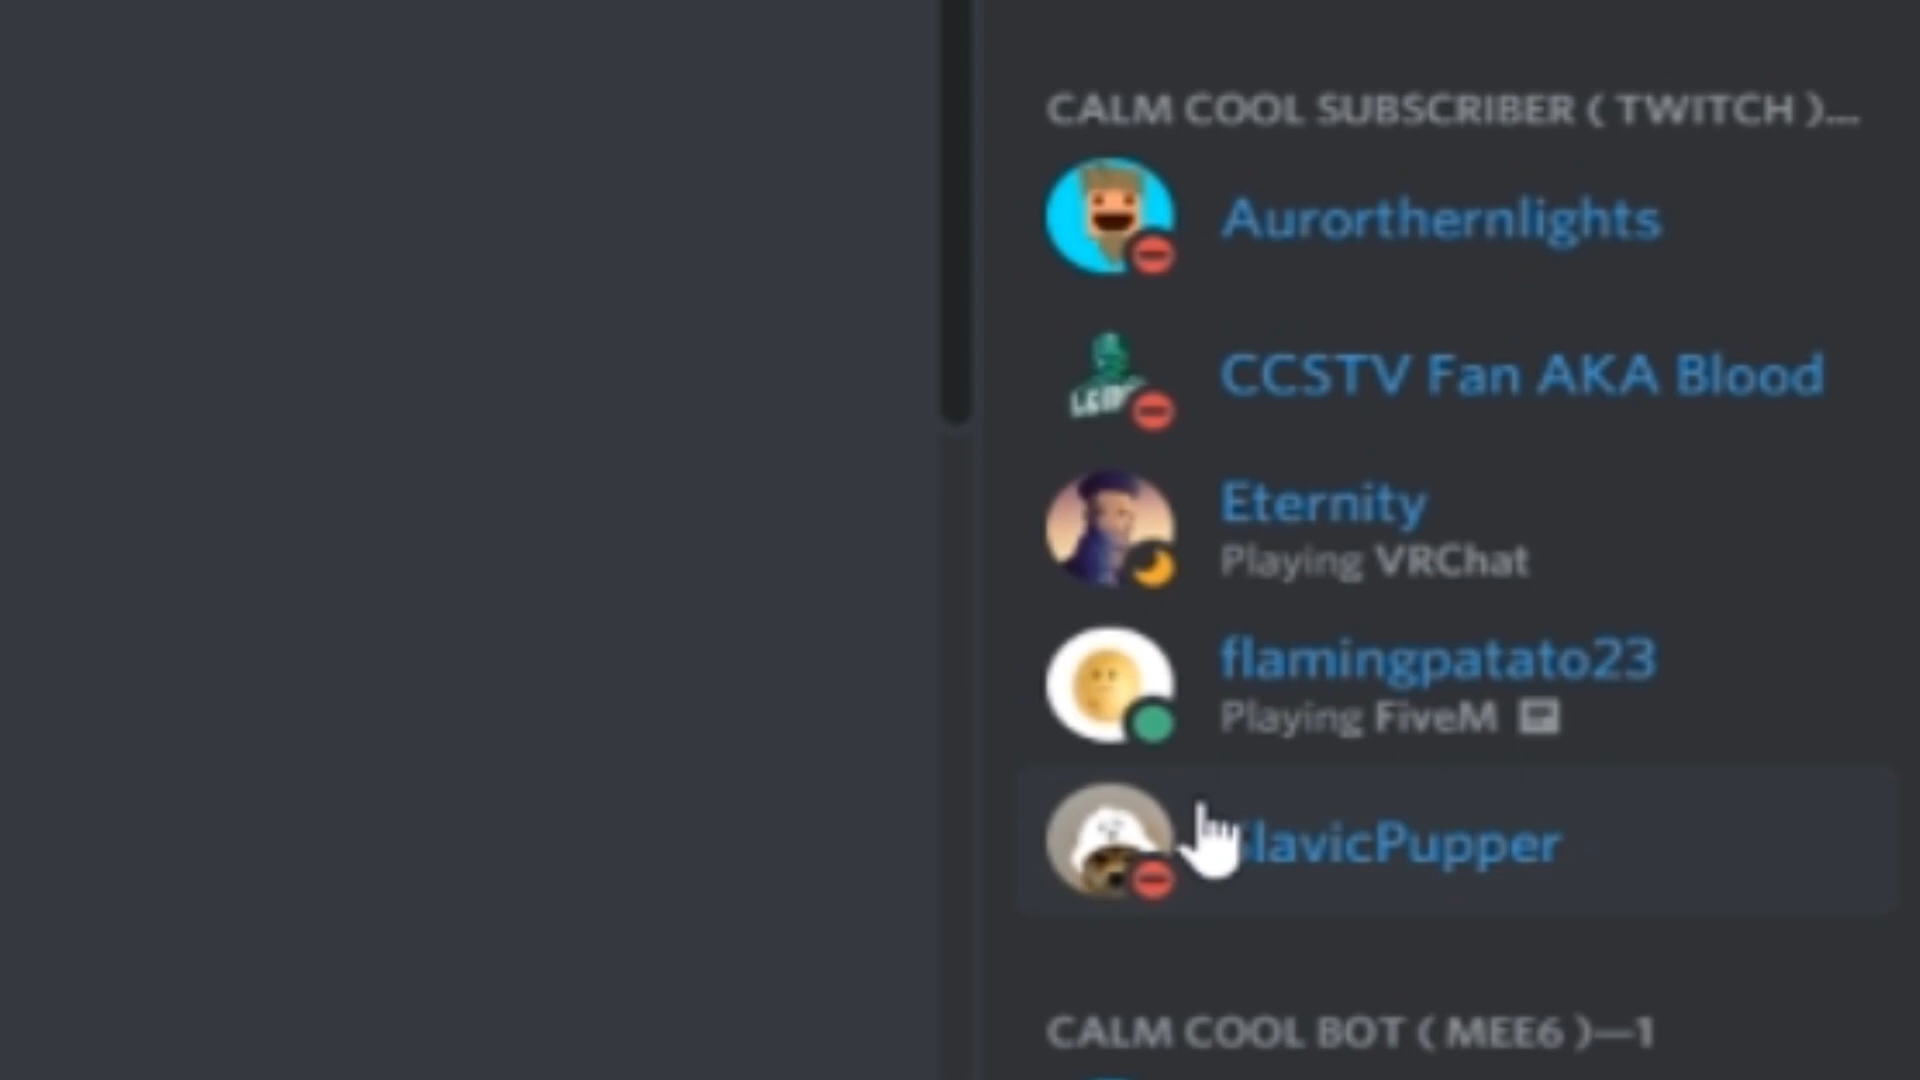 CALM COOL SUBSCRIBER ( TWITCH )...
Aurorthernlights
CCSTV Fan AKA Blood
Eternity
Playing VRChat
flamingpatato23
Playing FiveM
SlavicPupper
CALM COOL BOT ( MEE6 )—1